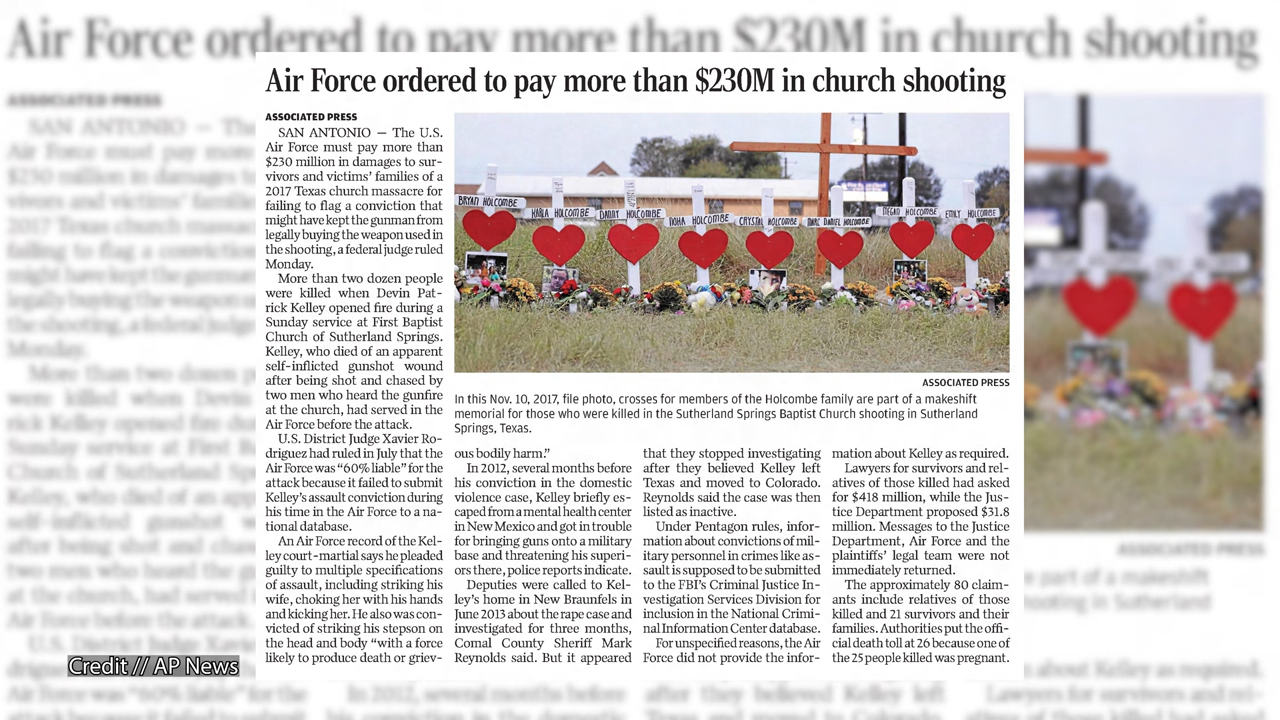 Air Force ordered to pay more than $230M in church shooting
ASSOCIATED PRESS
SAN ANTONIO — The U.S.
Air Force must pay more than
$230 million in damages to sur-
vivors and victims' families of a
2017 Texas church massacre for
failing to flag a conviction that
might have kept the gunman from
legally buying the weapon used in
the shooting, a federal judge ruled
Monday.
More than two dozen people
were killed when Devin Pat-
rick Kelley opened fire during a
Sunday service at First Baptist
Church of Sutherland Springs.
Kelley, who died of an apparent
self-inflicted gunshot wound
after being shot and chased by
two men who heard the gunfire
at the church, had served in the
Air Force before the attack.
U.S. District Judge Xavier Ro-
driguez had ruled in July that the
Air Force was “60% liable” for the
attack because it failed to submit
Kelley's assault conviction during
his time in the Air Force to a na-
tional database.
An Air Force record of the Kel-
ley court-martial says he pleaded
guilty to multiple specifications
of assault, including striking his
wife, choking her with his hands
and kicking her. He also was con-
victed of striking his stepson on
the head and body “with a force
likely to produce death or griev-
BRYAN HOLCOMBE
KARLA HOLCOMBE
DANNY HOLCOMBE
NOHA HOLCOMBE
CRYSTAL HOLCOMBE
MARC DANIEL HOLCOMBE
MEGAN HOLCOMBE
EMILY HOLCOMBE
ASSOCIATED PRESS
In this Nov. 10, 2017, file photo, crosses for members of the Holcombe family are part of a makeshift
memorial for those who were killed in the Sutherland Springs Baptist Church shooting in Sutherland
Springs, Texas.
ous bodily harm.”
In 2012, several months before
his conviction in the domestic
violence case, Kelley briefly es-
caped from a mental health center
in New Mexico and got in trouble
for bringing guns onto a military
base and threatening his superi-
ors there, police reports indicate.
Deputies were called to Kel-
ley's home in New Braunfels in
June 2013 about the rape case and
investigated for three months,
Comal County Sheriff Mark
Reynolds said. But it appeared
that they stopped investigating
after they believed Kelley left
Texas and moved to Colorado.
Reynolds said the case was then
listed as inactive.
Under Pentagon rules, infor-
mation about convictions of mil-
itary personnel in crimes like as-
sault is supposed to be submitted
to the FBI's Criminal Justice In-
vestigation Services Division for
inclusion in the National Crimi-
nal Information Center database.
For unspecified reasons, the Air
Force did not provide the infor-
mation about Kelley as required.
Lawyers for survivors and rel-
atives of those killed had asked
for $418 million, while the Jus-
tice Department proposed $31.8
million. Messages to the Justice
Department, Air Force and the
plaintiffs' legal team were not
immediately returned.
The approximately 80 claim-
ants include relatives of those
killed and 21 survivors and their
families. Authorities put the offi-
cial death toll at 26 because one of
the 25 people killed was pregnant.
Credit // AP News